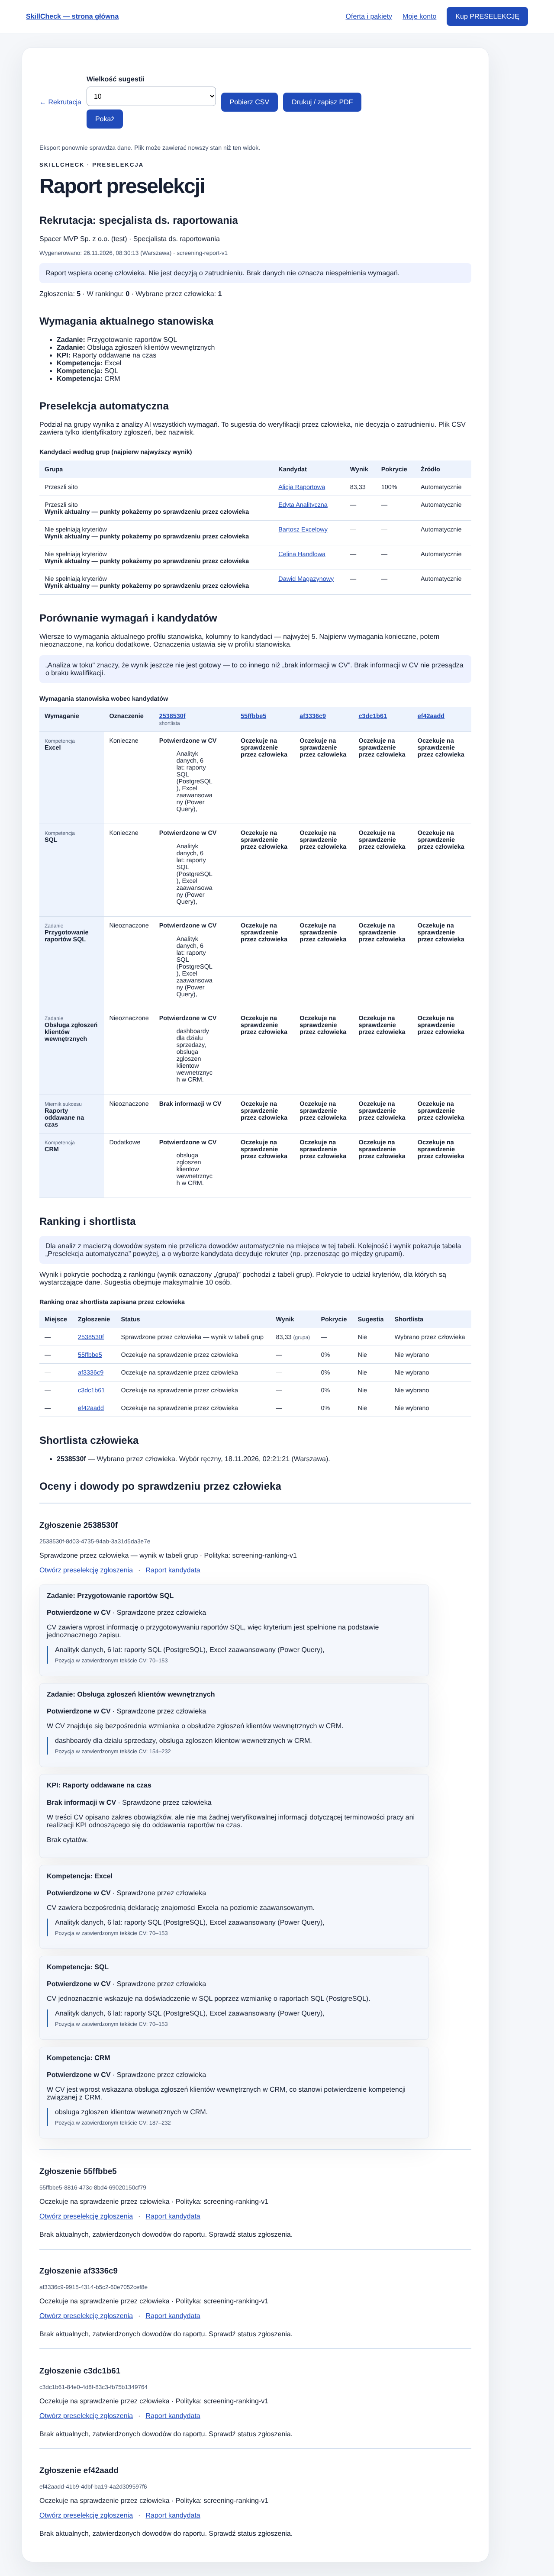 SkillCheck — strona główna
Oferta i pakiety
Moje konto
Kup PRESELEKCJĘ
← Rekrutacja
Wielkość sugestii
10
Pokaż
Pobierz CSV
Drukuj / zapisz PDF
Eksport ponownie sprawdza dane. Plik może zawierać nowszy stan niż ten widok.
SKILLCHECK · PRESELEKCJA
Raport preselekcji
Rekrutacja: specjalista ds. raportowania
Spacer MVP Sp. z o.o. (test) · Specjalista ds. raportowania
Wygenerowano: 26.11.2026, 08:30:13 (Warszawa) · screening-report-v1
Raport wspiera ocenę człowieka. Nie jest decyzją o zatrudnieniu. Brak danych nie oznacza niespełnienia wymagań.
Zgłoszenia: 5 · W rankingu: 0 · Wybrane przez człowieka: 1
Wymagania aktualnego stanowiska
Zadanie: Przygotowanie raportów SQL
Zadanie: Obsługa zgłoszeń klientów wewnętrznych
KPI: Raporty oddawane na czas
Kompetencja: Excel
Kompetencja: SQL
Kompetencja: CRM
Preselekcja automatyczna
Podział na grupy wynika z analizy AI wszystkich wymagań. To sugestia do weryfikacji przez człowieka, nie decyzja o zatrudnieniu. Plik CSV
zawiera tylko identyfikatory zgłoszeń, bez nazwisk.
Kandydaci według grup (najpierw najwyższy wynik)
Grupa Kandydat Wynik Pokrycie Źródło
Przeszli sito Alicja Raportowa 83,33 100% Automatycznie
Przeszli sito Edyta Analityczna — — Automatycznie
Wynik aktualny — punkty pokażemy po sprawdzeniu przez człowieka
Nie spełniają kryteriów Bartosz Excelowy — — Automatycznie
Wynik aktualny — punkty pokażemy po sprawdzeniu przez człowieka
Nie spełniają kryteriów Celina Handlowa — — Automatycznie
Wynik aktualny — punkty pokażemy po sprawdzeniu przez człowieka
Nie spełniają kryteriów Dawid Magazynowy — — Automatycznie
Wynik aktualny — punkty pokażemy po sprawdzeniu przez człowieka
Porównanie wymagań i kandydatów
Wiersze to wymagania aktualnego profilu stanowiska, kolumny to kandydaci — najwyżej 5. Najpierw wymagania konieczne, potem
nieoznaczone, na końcu dodatkowe. Oznaczenia ustawia się w profilu stanowiska.
„Analiza w toku" znaczy, że wynik jeszcze nie jest gotowy — to co innego niż „brak informacji w CV". Brak informacji w CV nie przesądza
o braku kwalifikacji.
Wymagania stanowiska wobec kandydatów
Wymaganie Oznaczenie 2538530f 55ffbbe5 af3336c9 c3dc1b61 ef42aadd
shortlista
Kompetencja
Excel
Konieczne
Potwierdzone w CV
Analityk
danych, 6
lat: raporty
SQL
(PostgreSQL
), Excel
zaawansowa
ny (Power
Query),
Oczekuje na
sprawdzenie
przez człowieka
Oczekuje na
sprawdzenie
przez człowieka
Oczekuje na
sprawdzenie
przez człowieka
Oczekuje na
sprawdzenie
przez człowieka
Kompetencja
SQL
Konieczne
Potwierdzone w CV
Analityk
danych, 6
lat: raporty
SQL
(PostgreSQL
), Excel
zaawansowa
ny (Power
Query),
Oczekuje na
sprawdzenie
przez człowieka
Oczekuje na
sprawdzenie
przez człowieka
Oczekuje na
sprawdzenie
przez człowieka
Oczekuje na
sprawdzenie
przez człowieka
Zadanie
Przygotowanie
raportów SQL
Nieoznaczone
Potwierdzone w CV
Analityk
danych, 6
lat: raporty
SQL
(PostgreSQL
), Excel
zaawansowa
ny (Power
Query),
Oczekuje na
sprawdzenie
przez człowieka
Oczekuje na
sprawdzenie
przez człowieka
Oczekuje na
sprawdzenie
przez człowieka
Oczekuje na
sprawdzenie
przez człowieka
Zadanie
Obsługa zgłoszeń
klientów
wewnętrznych
Nieoznaczone
Potwierdzone w CV
dashboardy
dla dzialu
sprzedazy,
obsluga
zgloszen
klientow
wewnetrznyc
h w CRM.
Oczekuje na
sprawdzenie
przez człowieka
Oczekuje na
sprawdzenie
przez człowieka
Oczekuje na
sprawdzenie
przez człowieka
Oczekuje na
sprawdzenie
przez człowieka
Miernik sukcesu
Raporty
oddawane na
czas
Nieoznaczone
Brak informacji w CV
Oczekuje na
sprawdzenie
przez człowieka
Oczekuje na
sprawdzenie
przez człowieka
Oczekuje na
sprawdzenie
przez człowieka
Oczekuje na
sprawdzenie
przez człowieka
Kompetencja
CRM
Dodatkowe
Potwierdzone w CV
obsluga
zgloszen
klientow
wewnetrznyc
h w CRM.
Oczekuje na
sprawdzenie
przez człowieka
Oczekuje na
sprawdzenie
przez człowieka
Oczekuje na
sprawdzenie
przez człowieka
Oczekuje na
sprawdzenie
przez człowieka
Ranking i shortlista
Dla analiz z macierzą dowodów system nie przelicza dowodów automatycznie na miejsce w tej tabeli. Kolejność i wynik pokazuje tabela
„Preselekcja automatyczna" powyżej, a o wyborze kandydata decyduje rekruter (np. przenosząc go między grupami).
Wynik i pokrycie pochodzą z rankingu (wynik oznaczony „(grupa)" pochodzi z tabeli grup). Pokrycie to udział kryteriów, dla których są
wystarczające dane. Sugestia obejmuje maksymalnie 10 osób.
Ranking oraz shortlista zapisana przez człowieka
Miejsce Zgłoszenie Status Wynik Pokrycie Sugestia Shortlista
— 2538530f Sprawdzone przez człowieka — wynik w tabeli grup 83,33 (grupa) — Nie Wybrano przez człowieka
— 55ffbbe5 Oczekuje na sprawdzenie przez człowieka — 0% Nie Nie wybrano
— af3336c9 Oczekuje na sprawdzenie przez człowieka — 0% Nie Nie wybrano
— c3dc1b61 Oczekuje na sprawdzenie przez człowieka — 0% Nie Nie wybrano
— ef42aadd Oczekuje na sprawdzenie przez człowieka — 0% Nie Nie wybrano
Shortlista człowieka
2538530f — Wybrano przez człowieka. Wybór ręczny, 18.11.2026, 02:21:21 (Warszawa).
Oceny i dowody po sprawdzeniu przez człowieka
Zgłoszenie 2538530f
2538530f-8d03-4735-94ab-3a31d5da3e7e
Sprawdzone przez człowieka — wynik w tabeli grup · Polityka: screening-ranking-v1
Otwórz preselekcję zgłoszenia · Raport kandydata
Zadanie: Przygotowanie raportów SQL
Potwierdzone w CV · Sprawdzone przez człowieka
CV zawiera wprost informację o przygotowywaniu raportów SQL, więc kryterium jest spełnione na podstawie
jednoznacznego zapisu.
Analityk danych, 6 lat: raporty SQL (PostgreSQL), Excel zaawansowany (Power Query),
Pozycja w zatwierdzonym tekście CV: 70–153
Zadanie: Obsługa zgłoszeń klientów wewnętrznych
Potwierdzone w CV · Sprawdzone przez człowieka
W CV znajduje się bezpośrednia wzmianka o obsłudze zgłoszeń klientów wewnętrznych w CRM.
dashboardy dla dzialu sprzedazy, obsluga zgloszen klientow wewnetrznych w CRM.
Pozycja w zatwierdzonym tekście CV: 154–232
KPI: Raporty oddawane na czas
Brak informacji w CV · Sprawdzone przez człowieka
W treści CV opisano zakres obowiązków, ale nie ma żadnej weryfikowalnej informacji dotyczącej terminowości pracy ani
realizacji KPI odnoszącego się do oddawania raportów na czas.
Brak cytatów.
Kompetencja: Excel
Potwierdzone w CV · Sprawdzone przez człowieka
CV zawiera bezpośrednią deklarację znajomości Excela na poziomie zaawansowanym.
Analityk danych, 6 lat: raporty SQL (PostgreSQL), Excel zaawansowany (Power Query),
Pozycja w zatwierdzonym tekście CV: 70–153
Kompetencja: SQL
Potwierdzone w CV · Sprawdzone przez człowieka
CV jednoznacznie wskazuje na doświadczenie w SQL poprzez wzmiankę o raportach SQL (PostgreSQL).
Analityk danych, 6 lat: raporty SQL (PostgreSQL), Excel zaawansowany (Power Query),
Pozycja w zatwierdzonym tekście CV: 70–153
Kompetencja: CRM
Potwierdzone w CV · Sprawdzone przez człowieka
W CV jest wprost wskazana obsługa zgłoszeń klientów wewnętrznych w CRM, co stanowi potwierdzenie kompetencji
związanej z CRM.
obsluga zgloszen klientow wewnetrznych w CRM.
Pozycja w zatwierdzonym tekście CV: 187–232
Zgłoszenie 55ffbbe5
55ffbbe5-8816-473c-8bd4-69020150cf79
Oczekuje na sprawdzenie przez człowieka · Polityka: screening-ranking-v1
Otwórz preselekcję zgłoszenia · Raport kandydata
Brak aktualnych, zatwierdzonych dowodów do raportu. Sprawdź status zgłoszenia.
Zgłoszenie af3336c9
af3336c9-9915-4314-b5c2-60e7052cef8e
Oczekuje na sprawdzenie przez człowieka · Polityka: screening-ranking-v1
Otwórz preselekcję zgłoszenia · Raport kandydata
Brak aktualnych, zatwierdzonych dowodów do raportu. Sprawdź status zgłoszenia.
Zgłoszenie c3dc1b61
c3dc1b61-84e0-4d8f-83c3-fb75b1349764
Oczekuje na sprawdzenie przez człowieka · Polityka: screening-ranking-v1
Otwórz preselekcję zgłoszenia · Raport kandydata
Brak aktualnych, zatwierdzonych dowodów do raportu. Sprawdź status zgłoszenia.
Zgłoszenie ef42aadd
ef42aadd-41b9-4dbf-ba19-4a2d309597f6
Oczekuje na sprawdzenie przez człowieka · Polityka: screening-ranking-v1
Otwórz preselekcję zgłoszenia · Raport kandydata
Brak aktualnych, zatwierdzonych dowodów do raportu. Sprawdź status zgłoszenia.